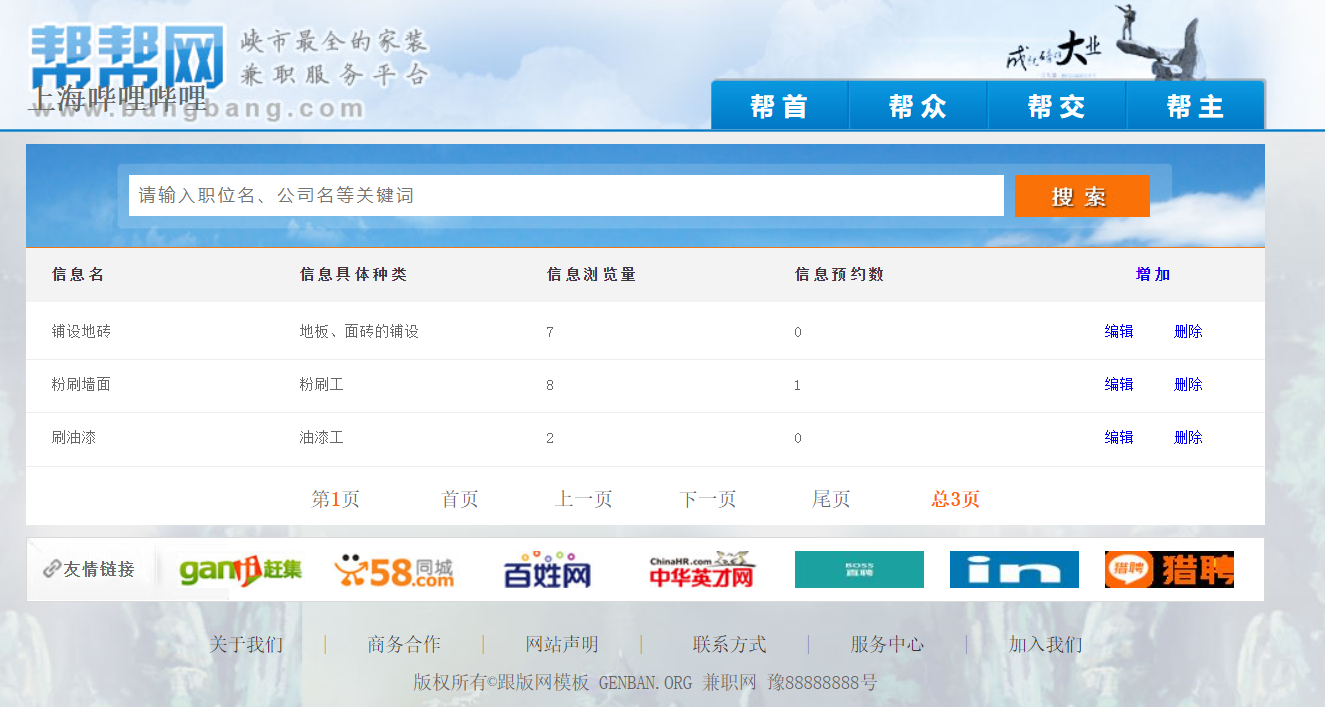 帮帮网 峡市最全的家装
兼职服务平台
上海哔哩哔哩
www.bangbang.com
大业
帮首 帮众 帮交 帮主
请输入职位名、公司名等关键词 搜索
信息名 信息具体种类 信息浏览量 信息预约数 增加
铺设地砖 地板、面砖的铺设 7 0 编辑 删除
粉刷墙面 粉刷工 8 1 编辑 删除
刷油漆 油漆工 2 0 编辑 删除
第1页 首页 上一页 下一页 尾页 总3页
友情链接 ganji赶集 58同城.com 百姓网 ChinaHR.com 中华英才网 BOSS直聘 in 猎聘 猎聘
关于我们 | 商务合作 | 网站声明 | 联系方式 | 服务中心 | 加入我们
版权所有©跟版网模板 GENBAN.ORG 兼职网 豫88888888号